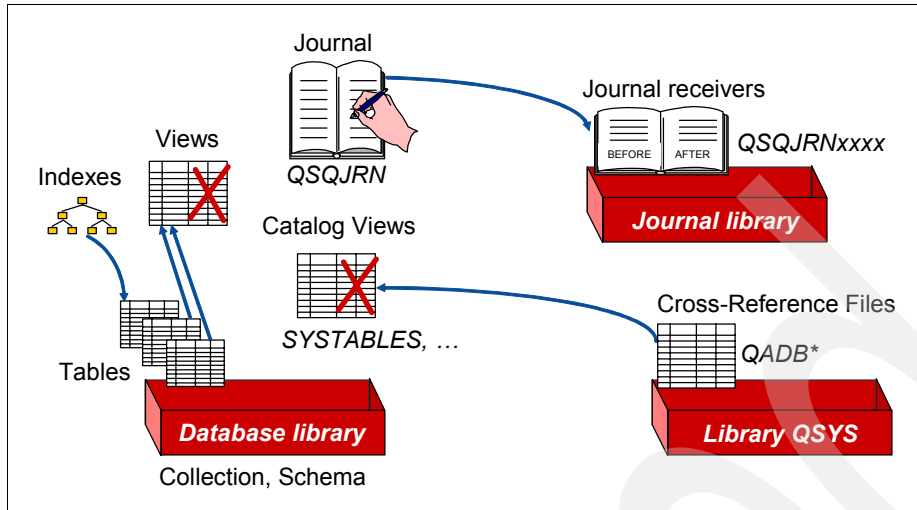 Journal
QSQJRN
Journal receivers
BEFORE
AFTER
QSQJRNxxxx
Journal library
Views
Indexes
Catalog Views
SYSTABLES, …
Cross-Reference Files
QADB*
Library QSYS
Tables
Database library
Collection, Schema